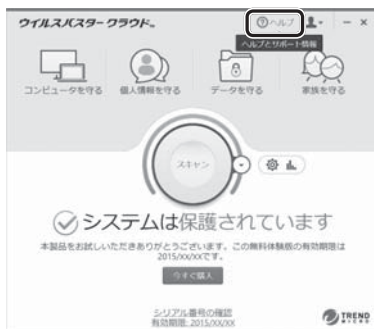 ウイルスバスター クラウド™
?ヘルプ
ヘルプとサポート情報
コンピュータを守る 個人情報を守る データを守る 家族を守る
スキャン
システムは保護されています
本製品をお試しいただきありがとうございます。この無料体験版の有効期限は
2015/xx/xxです。
今すぐ購入
シリアル番号の確認
有効期限: 2015/XX/XX
TREND
MICRO